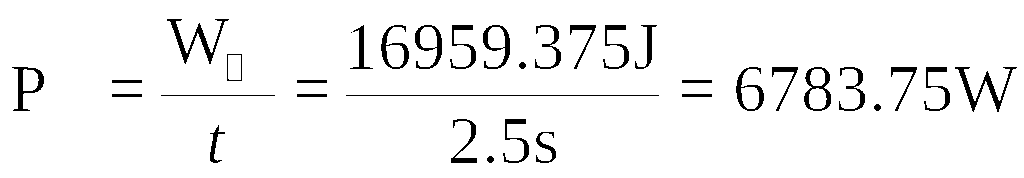 P = W▯/t = 16959.375J/2.5s = 6783.75W